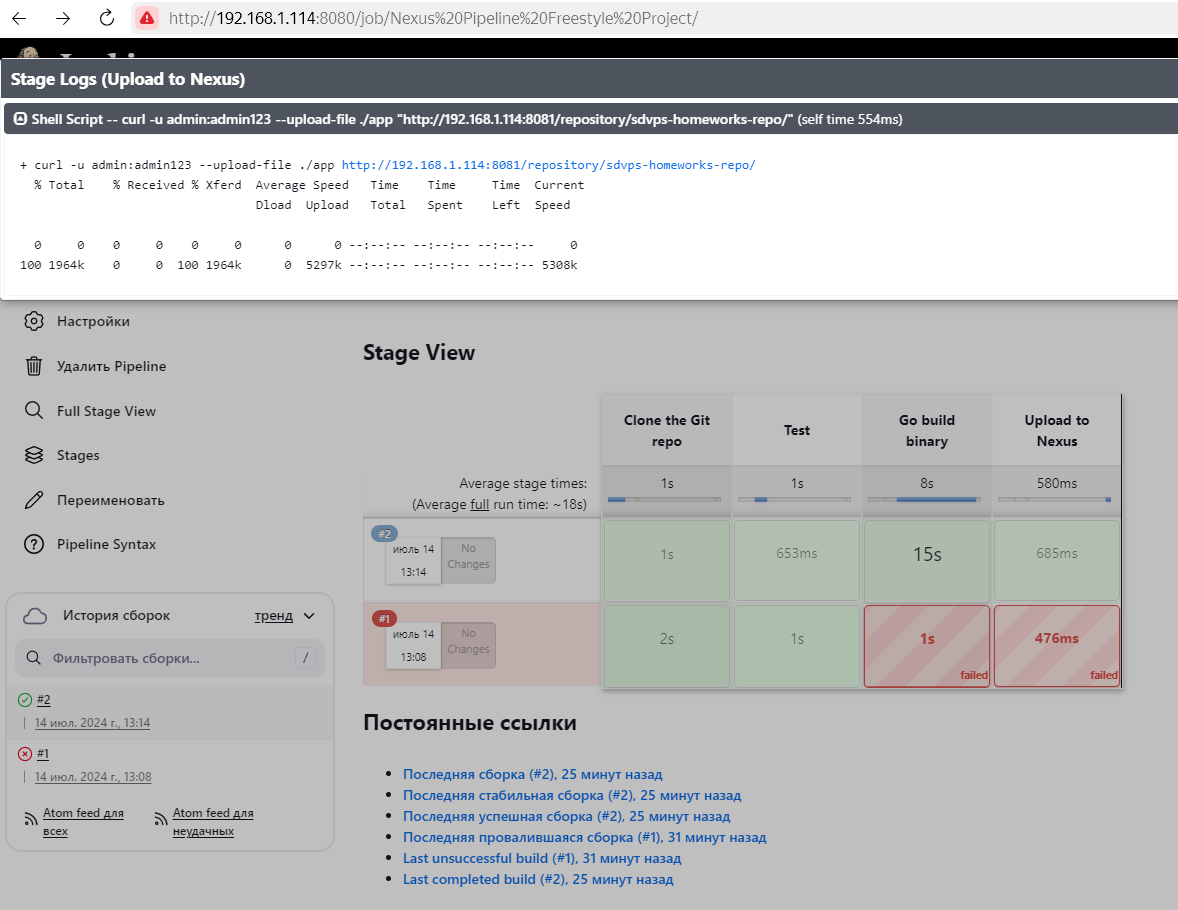 http://192.168.1.114:8080/job/Nexus%20Pipeline%20Freestyle%20Project/
Stage Logs (Upload to Nexus)
Shell Script -- curl -u admin:admin123 --upload-file ./app "http://192.168.1.114:8081/repository/sdvps-homeworks-repo/" (self time 554ms)
+ curl -u admin:admin123 --upload-file ./app http://192.168.1.114:8081/repository/sdvps-homeworks-repo/
% Total % Received % Xferd Average Speed Time Time Time Current
Dload Upload Total Spent Left Speed
0 0 0 0 0 0 0 0 --:--:-- --:--:-- --:--:-- 0
100 1964k 0 0 100 1964k 0 5297k --:--:-- --:--:-- --:--:-- 5308k
Настройки
Удалить Pipeline
Full Stage View
Stages
Переименовать
Pipeline Syntax
История сборок тренд
Фильтровать сборки... /
#2
14 июл. 2024 г., 13:14
#1
14 июл. 2024 г., 13:08
Atom feed для всех
Atom feed для неудачных
Stage View
Clone the Git repo
Test
Go build binary
Upload to Nexus
Average stage times:
(Average full run time: ~18s)
1s 1s 8s 580ms
#2
июль 14
13:14
No Changes
1s 653ms 15s 685ms
#1
июль 14
13:08
No Changes
2s 1s 1s 476ms
failed failed
Постоянные ссылки
Последняя сборка (#2), 25 минут назад
Последняя стабильная сборка (#2), 25 минут назад
Последняя успешная сборка (#2), 25 минут назад
Последняя провалившаяся сборка (#1), 31 минут назад
Last unsuccessful build (#1), 31 минут назад
Last completed build (#2), 25 минут назад